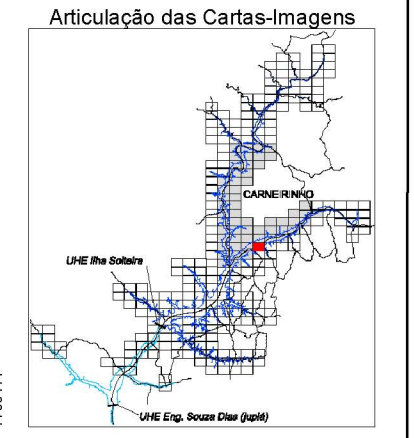 Articulação das Cartas-Imagens
CARNEIRINHO
UHE Ilha Solteira
UHE Eng. Souza Dias (jupiá)